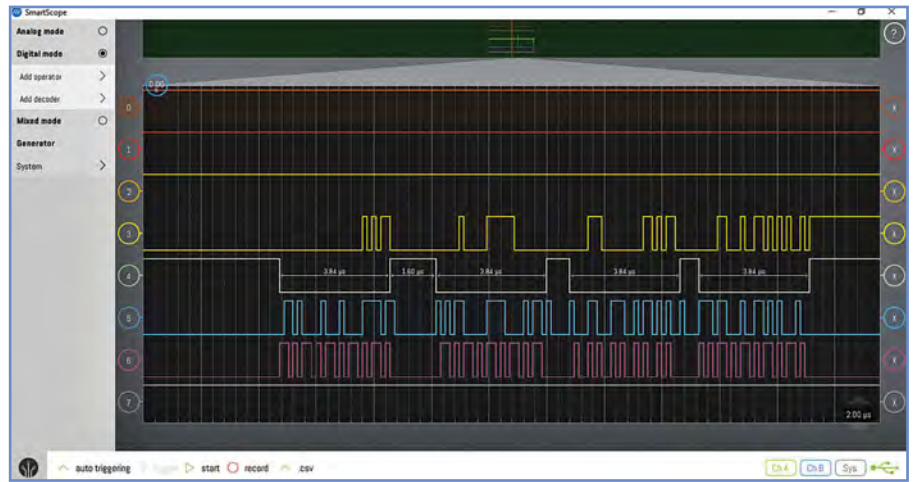 SmartScope
Analog mode
Digital mode
Add operator
Add decoder
Mixed mode
Generator
System
?
0.00
0
X
1
X
2
X
3
X
4
3.84 µs 1.60 µs 3.84 µs 3.84 µs 3.84 µs
X
5
X
6
X
7
X
2.00 µs
auto triggering start record .csv
Ch A Ch B Sys